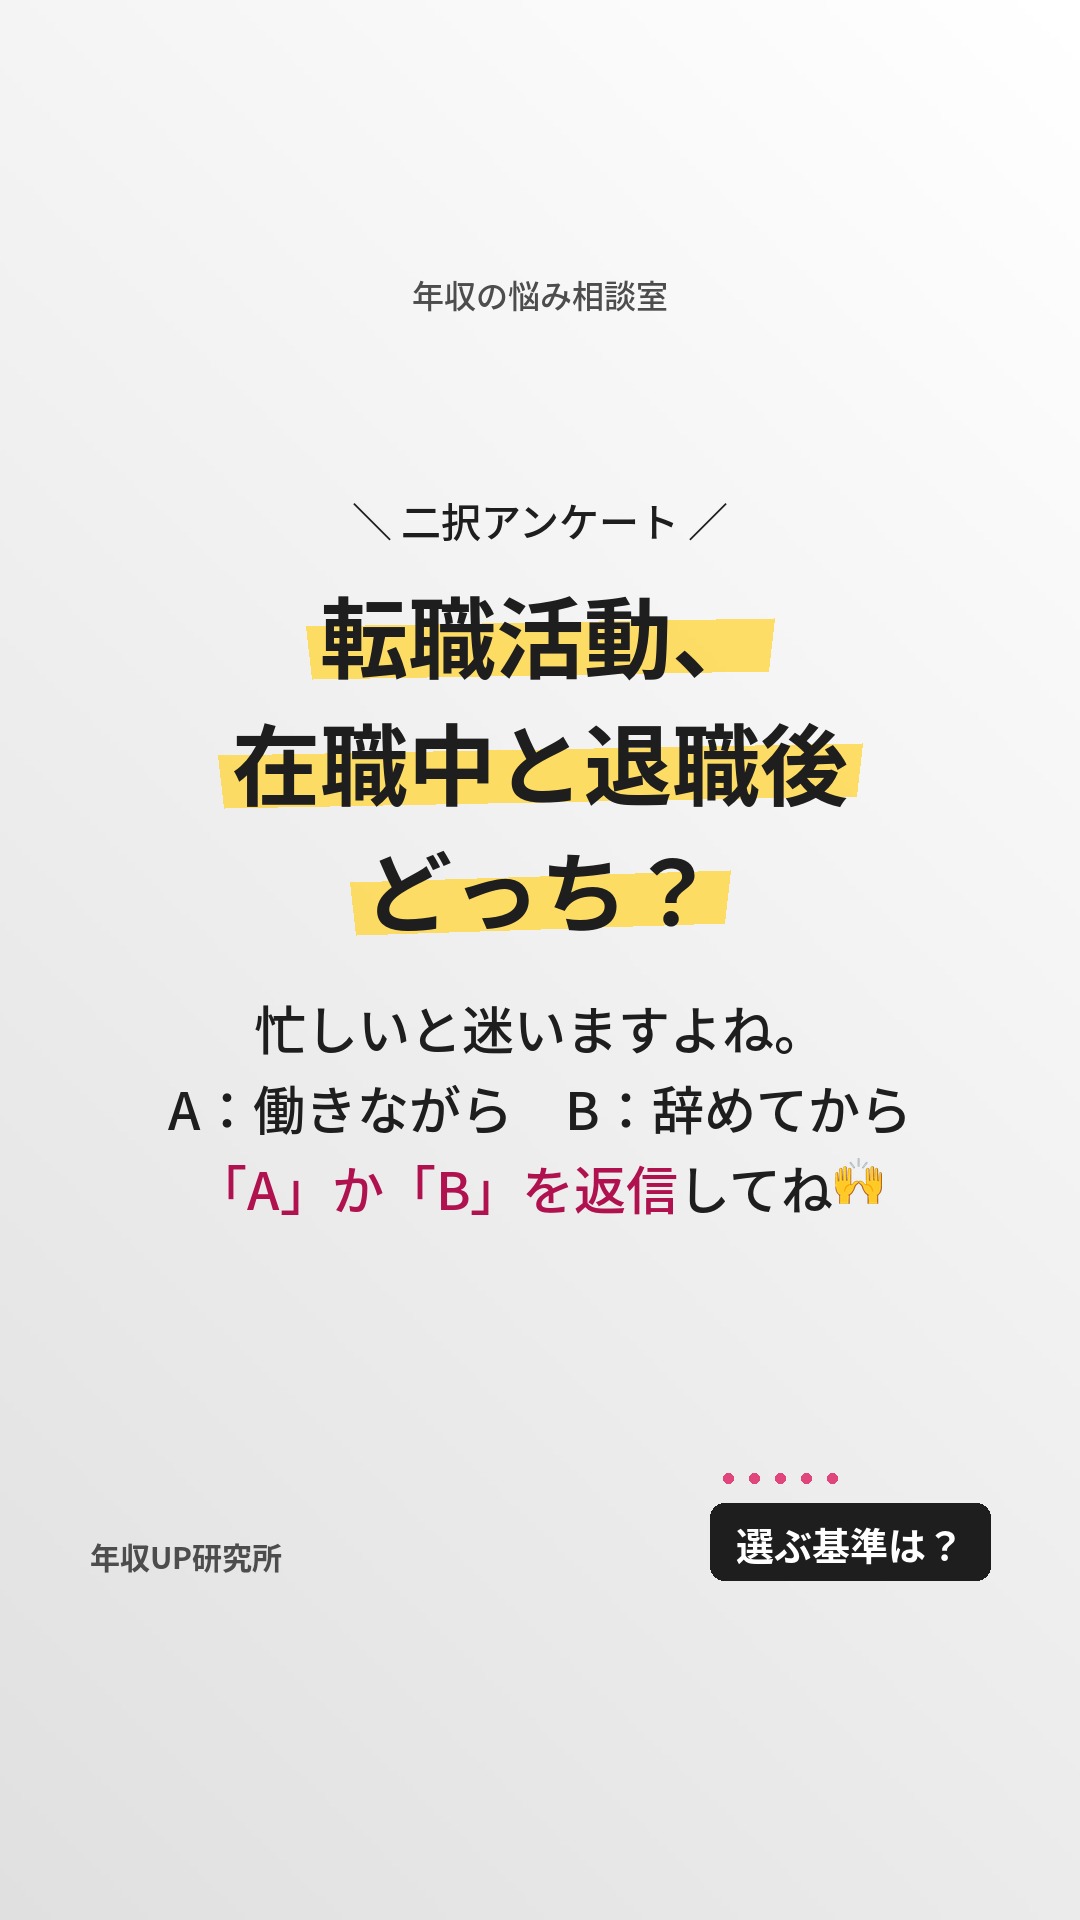 年収の悩み相談室
＼ 二択アンケート ／
転職活動、
在職中と退職後
どっち？
忙しいと迷いますよね。
A：働きながら　B：辞めてから
「A」か「B」を返信してね🙌
選ぶ基準は？
年収UP研究所